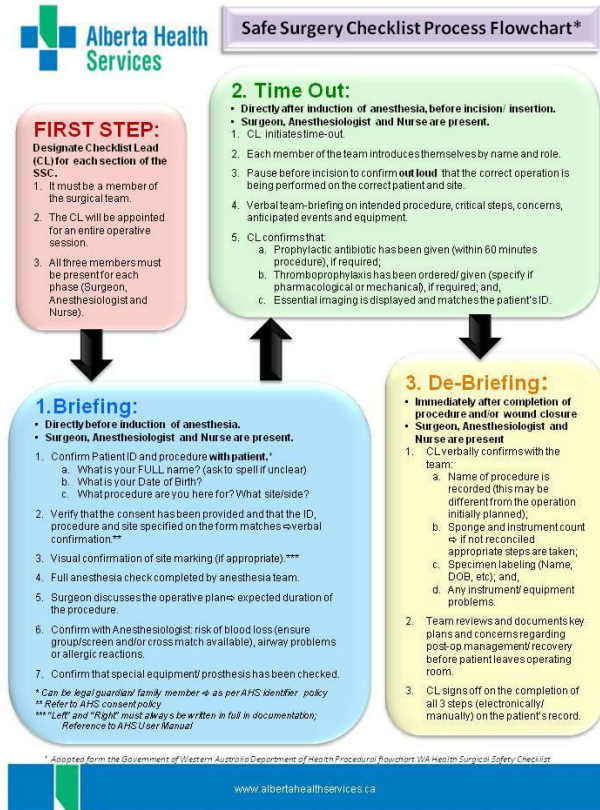 Alberta Health
Services
Safe Surgery Checklist Process Flowchart*
FIRST STEP:
Designate Checklist Lead
(CL) for each section of the
SSC.
1. It must be a member of
the surgical team.
2. The CL will be appointed
for an entire operative
session.
3. All three members must
be present for each
phase (Surgeon,
Anesthesiologist and
Nurse).
1.Briefing:
• Directly before induction of anesthesia.
• Surgeon, Anesthesiologist and Nurse are present.
1. Confirm Patient ID and procedure with patient.*
a. What is your FULL name? (ask to spell if unclear)
b. What is your Date of Birth?
c. What procedure are you here for? What site/side?
2. Verify that the consent has been provided and that the ID,
procedure and site specified on the form matches ⇨verbal
confirmation.**
3. Visual confirmation of site marking (if appropriate).***
4. Full anesthesia check completed by anesthesia team.
5. Surgeon discusses the operative plan⇨ expected duration of
the procedure.
6. Confirm with Anesthesiologist: risk of blood loss (ensure
group/screen and/or cross match available), airway problems
or allergic reactions.
7. Confirm that special equipment/prosthesis has been checked.
* Can be legal guardian/ family member ⇨ as per AHS identifier policy
** Refer to AHS consent policy
***"Left" and "Right" must always be written in full in documentation;
Reference to AHS User Manual
2. Time Out:
• Directly after induction of anesthesia, before incision/ insertion.
• Surgeon, Anesthesiologist and Nurse are present.
1. CL initiates time-out.
2. Each member of the team introduces themselves by name and role.
3. Pause before incision to confirm out loud that the correct operation is
being performed on the correct patient and site.
4. Verbal team-briefing on intended procedure, critical steps, concerns,
anticipated events and equipment.
5. CL confirms that:
a. Prophylactic antibiotic has been given (within 60 minutes
procedure), if required;
b. Thromboprophylaxis has been ordered/ given (specify if
pharmacological or mechanical), if required; and,
c. Essential imaging is displayed and matches the patient's ID.
3. De-Briefing:
• Immediately after completion of
procedure and/or wound closure
• Surgeon, Anesthesiologist and
Nurse are present
1. CL verbally confirms with the
team:
a. Name of procedure is
recorded (this may be
different from the operation
initially planned);
b. Sponge and instrument count
⇨ if not reconciled
appropriate steps are taken;
c. Specimen labeling (Name,
DOB, etc); and,
d. Any instrument/ equipment
problems.
2. Team reviews and documents key
plans and concerns regarding
post-op management/ recovery
before patient leaves operating
room.
3. CL signs off on the completion of
all 3 steps (electronically/
manually) on the patient's record.
* Adapted form the Government of Western Australia Department of Health Procedural flowchart WA Health Surgical Safety Checklist
www.albertahealthservices.ca